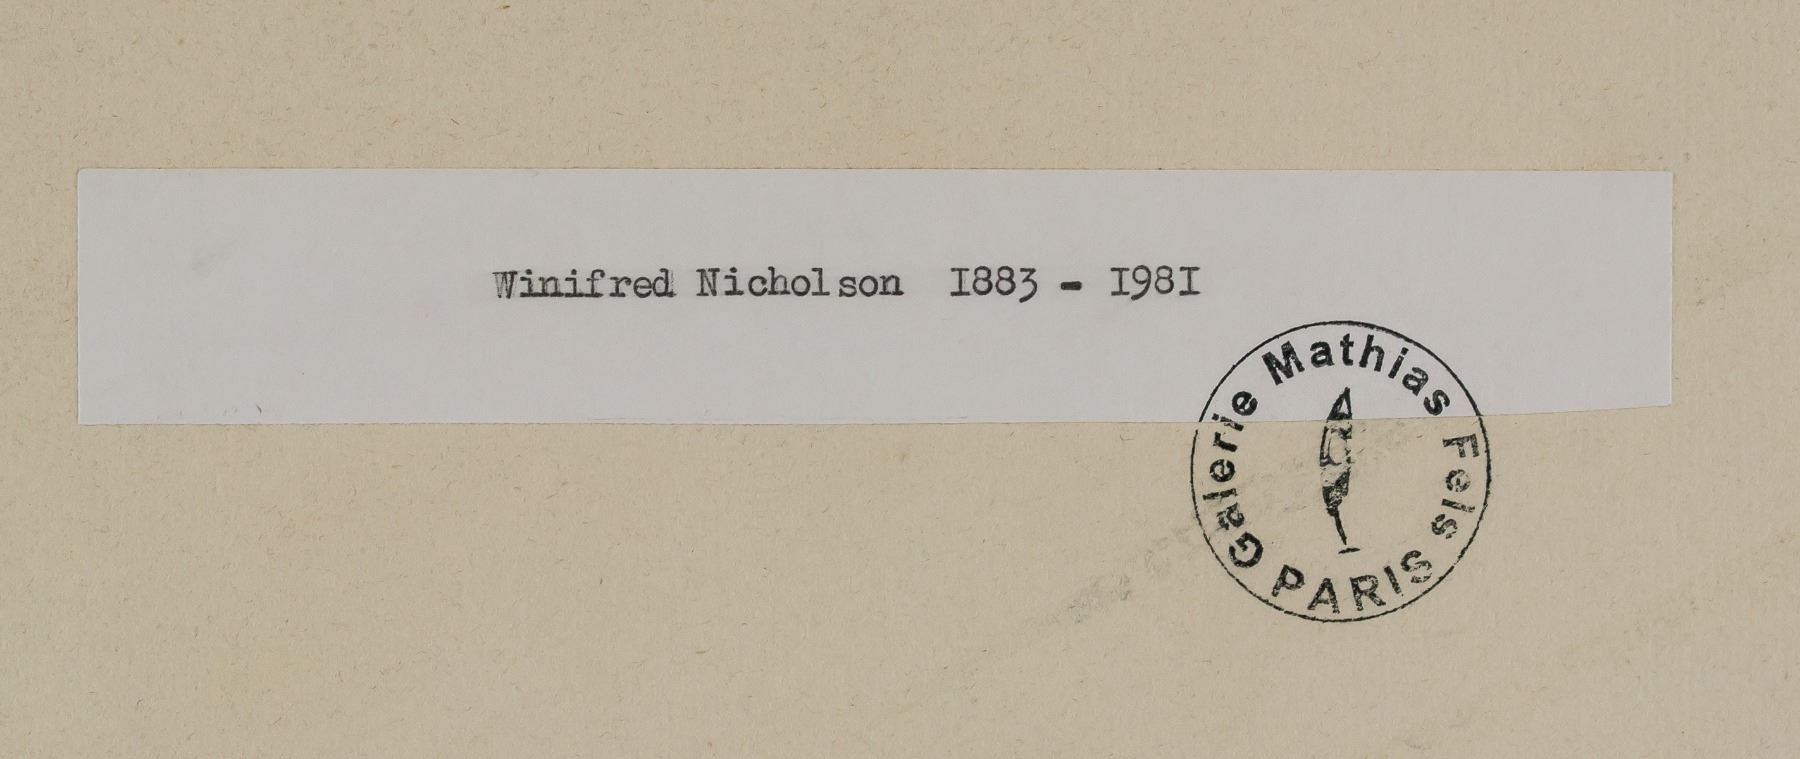 Winifred Nicholson 1883 - 1981
Galerie Mathias Fels
PARIS